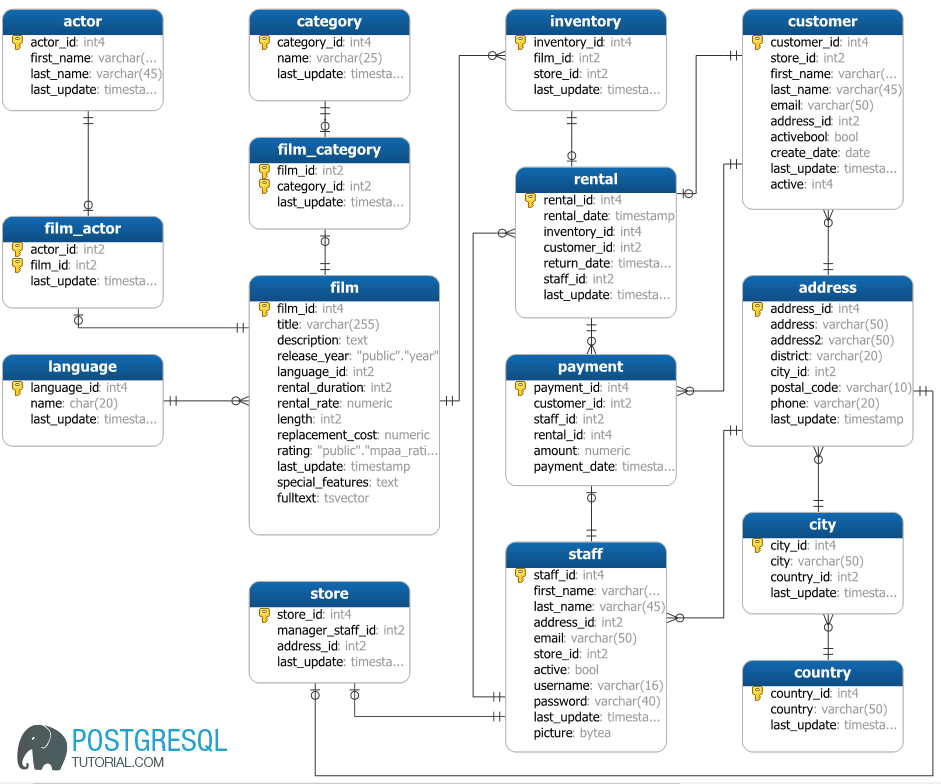 actor
actor_id: int4
first_name: varchar(...
last_name: varchar(45)
last_update: timesta...
category
category_id: int4
name: varchar(25)
last_update: timesta...
inventory
inventory_id: int4
film_id: int2
store_id: int2
last_update: timesta...
customer
customer_id: int4
store_id: int2
first_name: varchar(...
last_name: varchar(45)
email: varchar(50)
address_id: int2
activebool: bool
create_date: date
last_update: timesta...
active: int4
film_category
film_id: int2
category_id: int2
last_update: timesta...
rental
rental_id: int4
rental_date: timestamp
inventory_id: int4
customer_id: int2
return_date: timesta...
staff_id: int2
last_update: timesta...
film_actor
actor_id: int2
film_id: int2
last_update: timesta...
film
film_id: int4
title: varchar(255)
description: text
release_year: "public"."year"
language_id: int2
rental_duration: int2
rental_rate: numeric
length: int2
replacement_cost: numeric
rating: "public"."mpaa_rati...
last_update: timestamp
special_features: text
fulltext: tsvector
address
address_id: int4
address: varchar(50)
address2: varchar(50)
district: varchar(20)
city_id: int2
postal_code: varchar(10)
phone: varchar(20)
last_update: timestamp
language
language_id: int4
name: char(20)
last_update: timesta...
payment
payment_id: int4
customer_id: int2
staff_id: int2
rental_id: int4
amount: numeric
payment_date: timesta...
city
city_id: int4
city: varchar(50)
country_id: int2
last_update: timesta...
staff
staff_id: int4
first_name: varchar(...
last_name: varchar(45)
address_id: int2
email: varchar(50)
store_id: int2
active: bool
username: varchar(16)
password: varchar(40)
last_update: timesta...
picture: bytea
store
store_id: int4
manager_staff_id: int2
address_id: int2
last_update: timesta...
country
country_id: int4
country: varchar(50)
last_update: timesta...
POSTGRESQL
TUTORIAL.COM